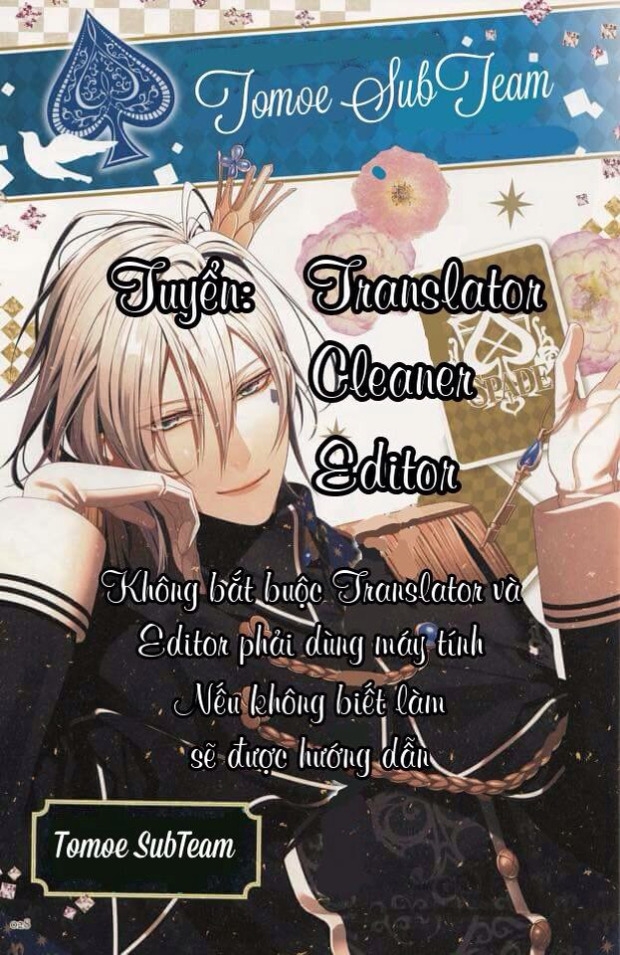 Tomoe SubTeam
Tuyển: Translator
Cleaner
SPADE
Editor
Không bắt buộc Translator và
Editor phải dùng máy tính
Nếu không biết làm
sẽ được hướng dẫn
Tomoe SubTeam
028